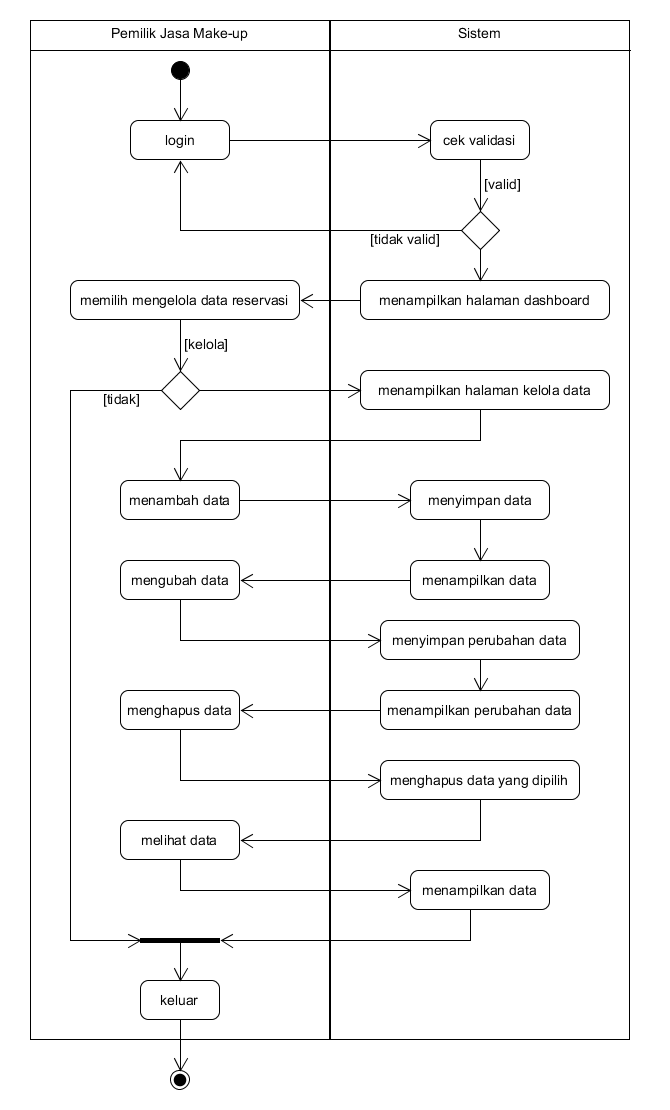 Pemilik Jasa Make-up
Sistem
login
cek validasi
[valid]
[tidak valid]
memilih mengelola data reservasi
menampilkan halaman dashboard
[kelola]
[tidak]
menampilkan halaman kelola data
menambah data
menyimpan data
mengubah data
menampilkan data
menyimpan perubahan data
menghapus data
menampilkan perubahan data
menghapus data yang dipilih
melihat data
menampilkan data
keluar